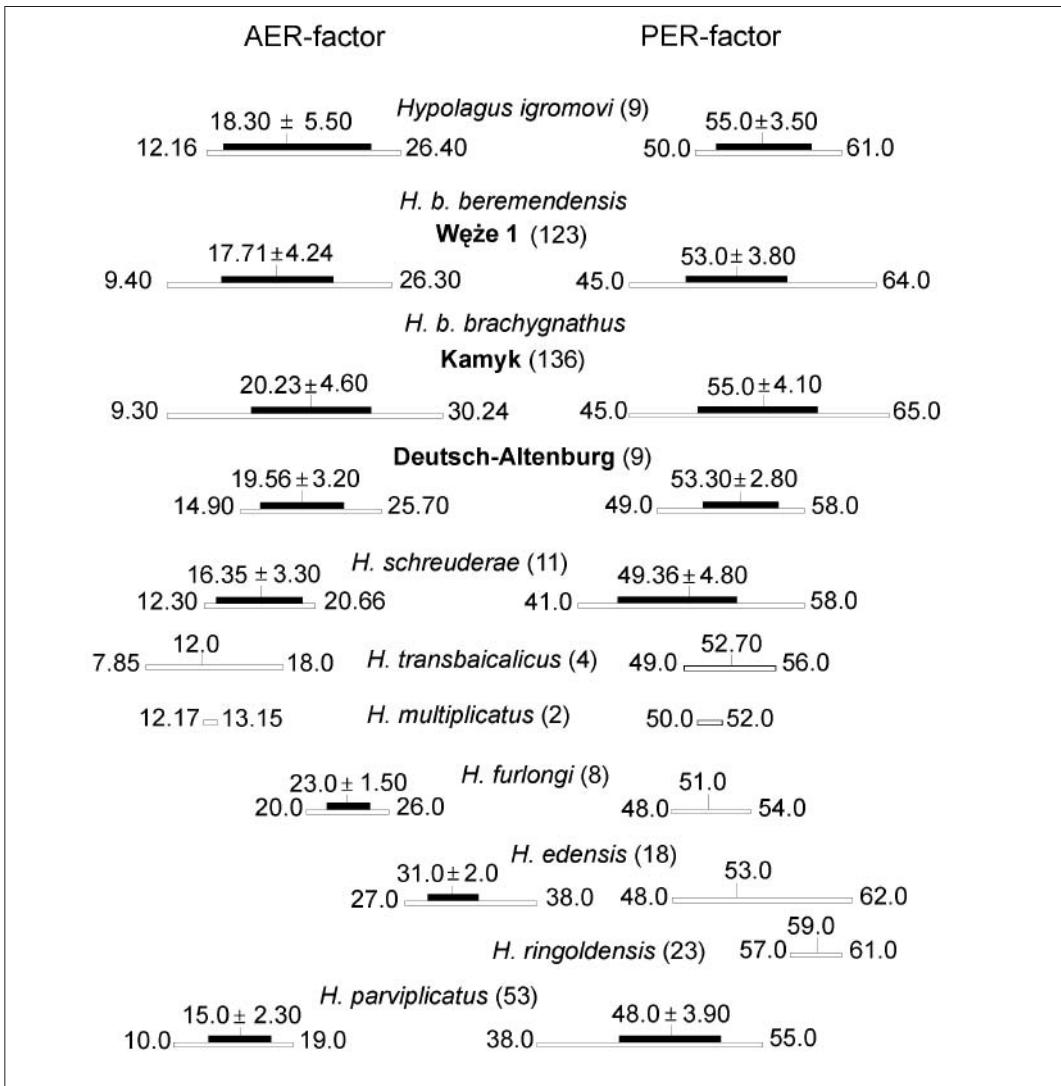 AER-factor PER-factor
Hypolagus igromovi (9)
18.30 ± 5.50 55.0±3.50
12.16 26.40 50.0 61.0
H. b. beremendensis
Węże 1 (123)
17.71±4.24 53.0±3.80
9.40 26.30 45.0 64.0
H. b. brachygnathus
Kamyk (136)
20.23±4.60 55.0±4.10
9.30 30.24 45.0 65.0
Deutsch-Altenburg (9)
19.56±3.20 53.30±2.80
14.90 25.70 49.0 58.0
H. schreuderae (11)
16.35 ± 3.30 49.36±4.80
12.30 20.66 41.0 58.0
12.0 52.70
7.85 18.0 H. transbaicalicus (4) 49.0 56.0
12.17 13.15 H. multiplicatus (2) 50.0 52.0
H. furlongi (8)
23.0± 1.50 51.0
20.0 26.0 48.0 54.0
H. edensis (18)
31.0±2.0 53.0
27.0 38.0 48.0 62.0
59.0
H. ringoldensis (23) 57.0 61.0
H. parviplicatus (53)
15.0± 2.30 48.0±3.90
10.0 19.0 38.0 55.0